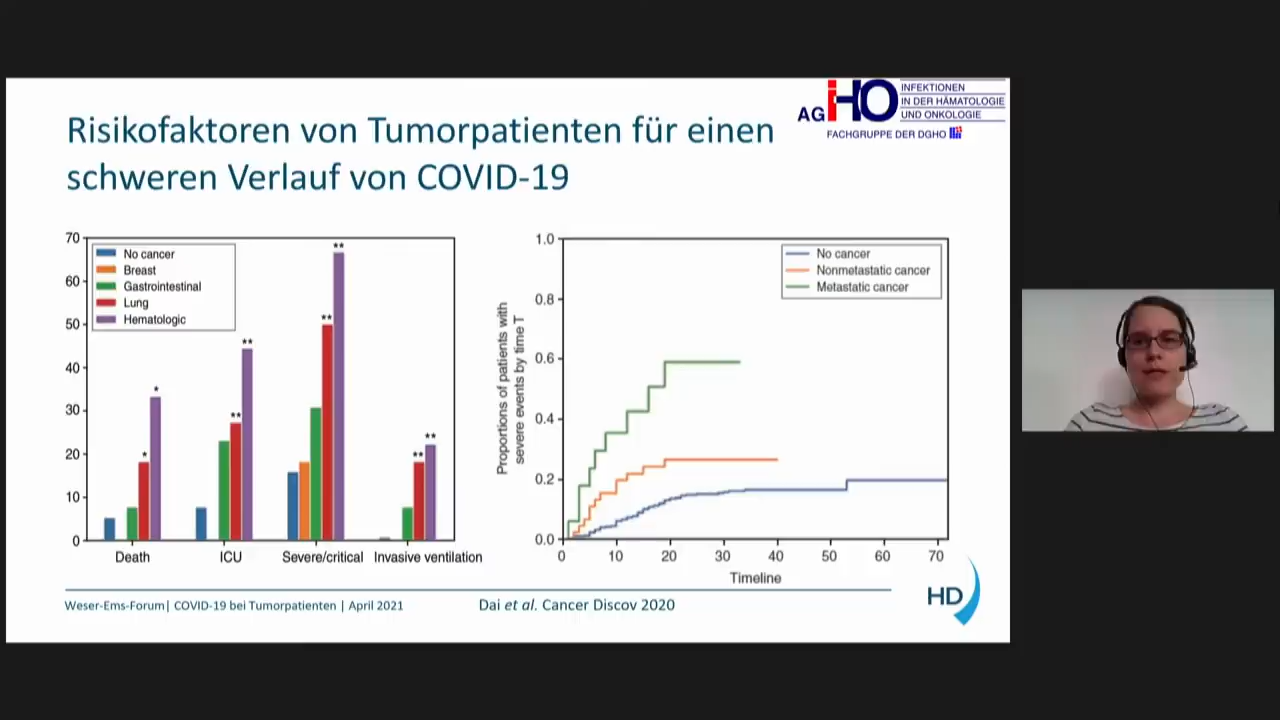 AGIHO INFEKTIONEN
IN DER HÄMATOLOGIE
UND ONKOLOGIE
FACHGRUPPE DER DGHO
Risikofaktoren von Tumorpatienten für einen
schweren Verlauf von COVID-19
70
60
50
40
30
20
10
0
No cancer
Breast
Gastrointestinal
Lung
Hematologic
*
*
**
**
**
**
**
**
Death
ICU
Severe/critical
Invasive ventilation
Proportions of patients with
severe events by time T
1.0
0.8
0.6
0.4
0.2
0.0
No cancer
Nonmetastatic cancer
Metastatic cancer
0 10 20 30 40 50 60 70
Timeline
Weser-Ems-Forum| COVID-19 bei Tumorpatienten | April 2021
Dai et al. Cancer Discov 2020
HD